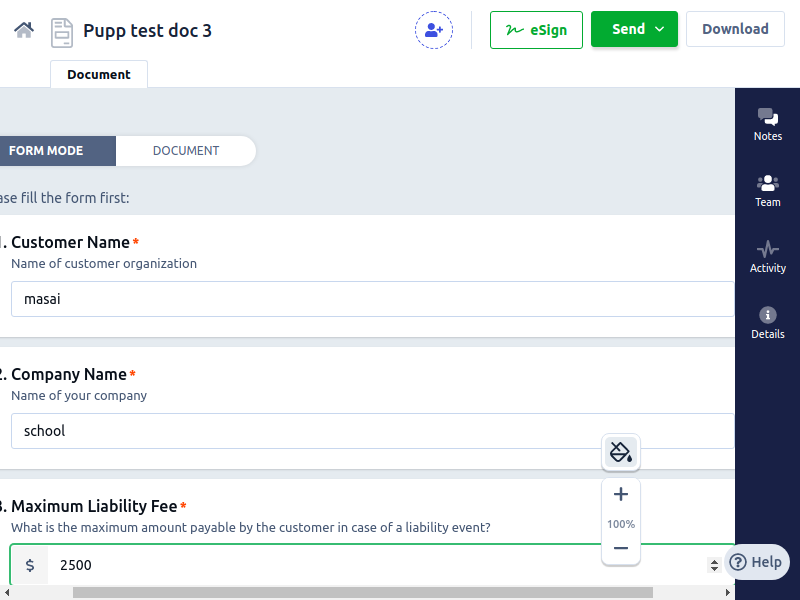 Pupp test doc 3
eSign
Send
Download
Document
Notes
Team
Activity
Details
FORM MODE
DOCUMENT
ase fill the form first:
. Customer Name*
Name of customer organization
masai
2. Company Name*
Name of your company
school
3. Maximum Liability Fee*
What is the maximum amount payable by the customer in case of a liability event?
$ 2500
100%
Help